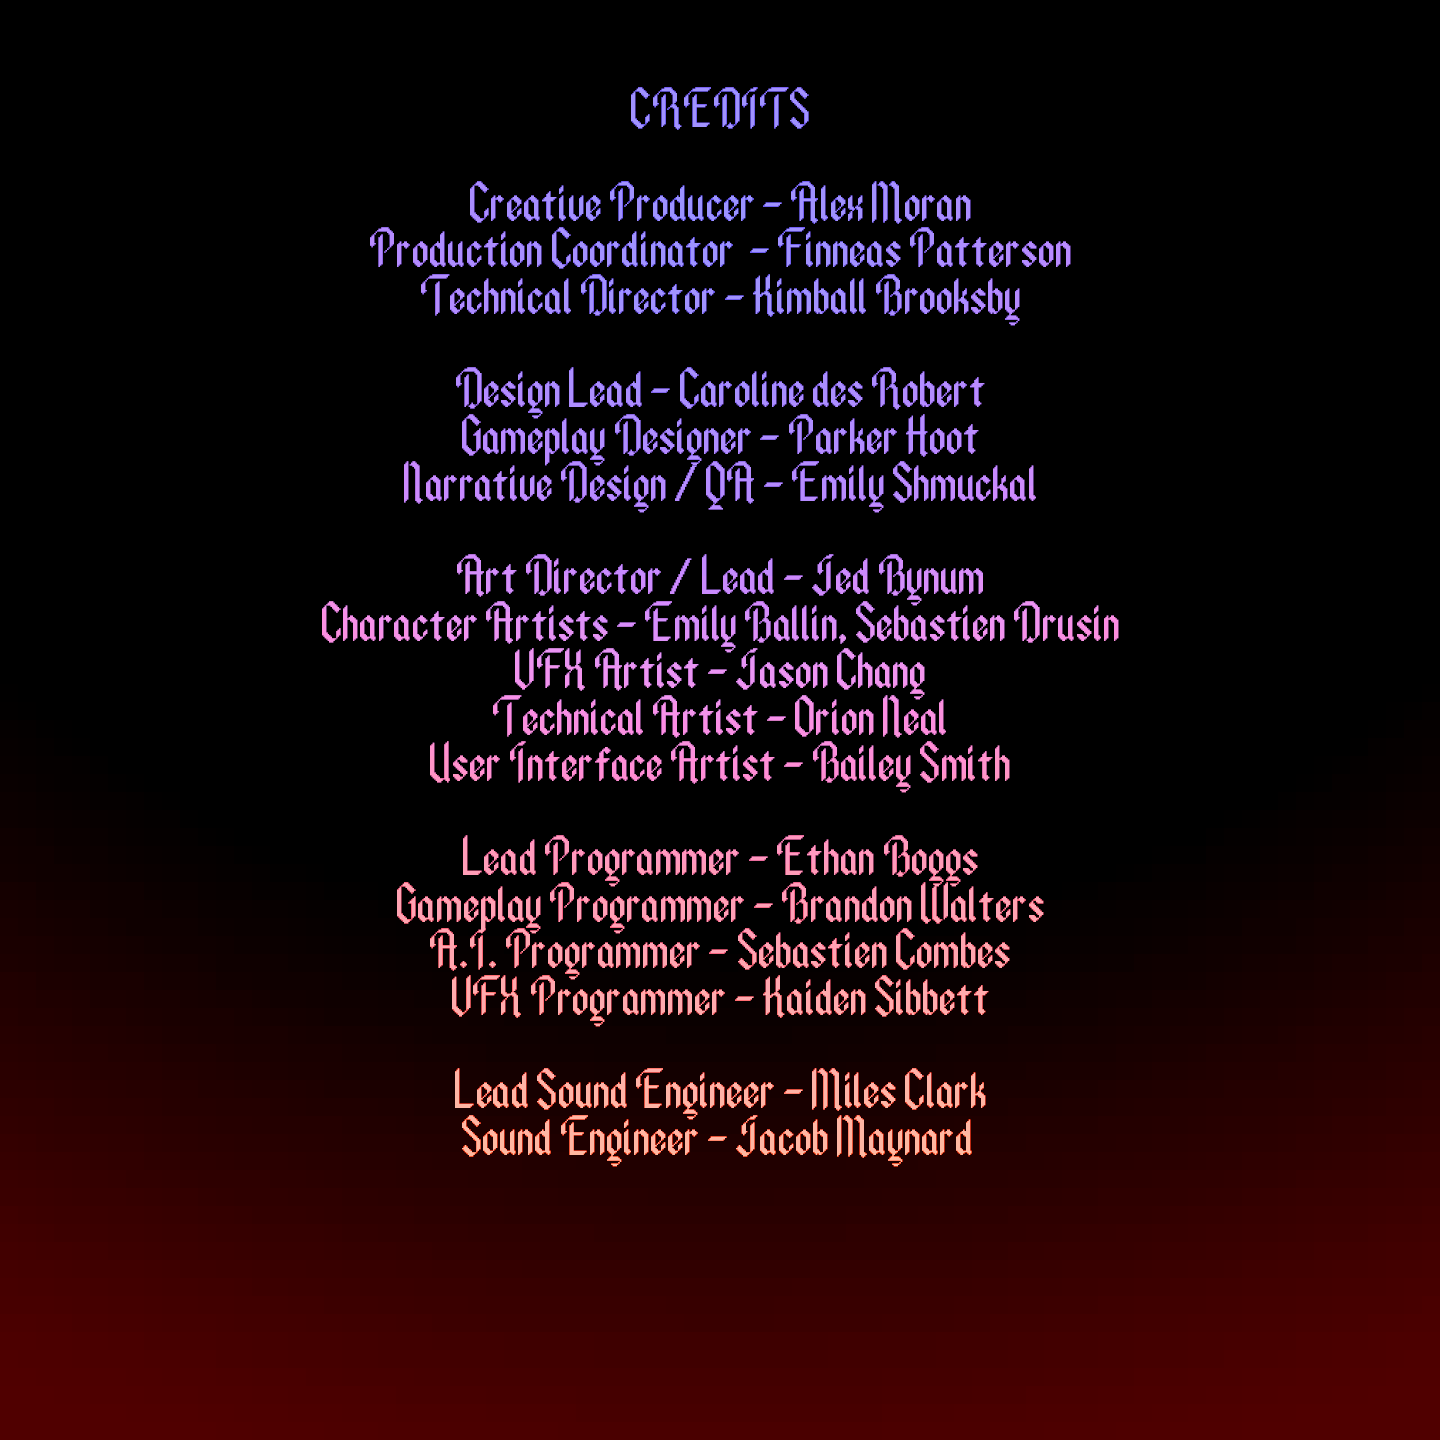 CREDITS
Creative Producer - Alex Moran
Production Coordinator - Finneas Patterson
Technical Director - Kimball Brooksby
Design Lead - Caroline des Robert
Gameplay Designer - Parker Hoot
Narrative Design / QA - Emily Shmuckal
Art Director / Lead - Jed Bynum
Character Artists - Emily Ballin, Sebastien Drusin
VFX Artist - Jason Chang
Technical Artist - Orion Neal
User Interface Artist - Bailey Smith
Lead Programmer - Ethan Boggs
Gameplay Programmer - Brandon Walters
A.I. Programmer - Sebastien Combes
VFX Programmer - Kaiden Sibbett
Lead Sound Engineer - Miles Clark
Sound Engineer - Jacob Maynard